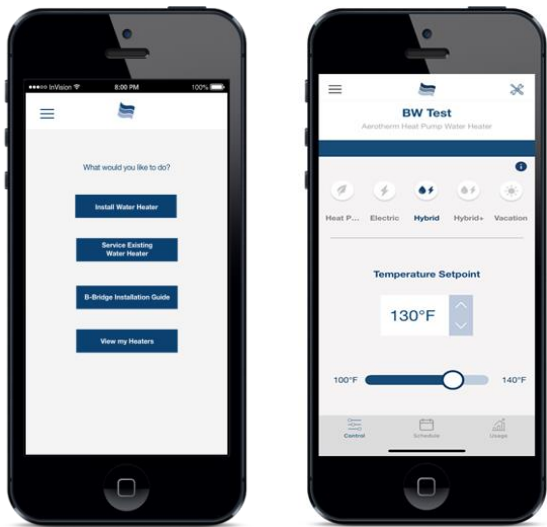 ●●●○○ InVision 8:00 PM 100%
What would you like to do?
Install Water Heater
Service Existing
Water Heater
B-Bridge Installation Guide
View my Heaters
BW Test
Aerotherm Heat Pump Water Heater
Heat P... Electric Hybrid Hybrid+ Vacation
Temperature Setpoint
130°F
100°F 140°F
Control Schedule Usage